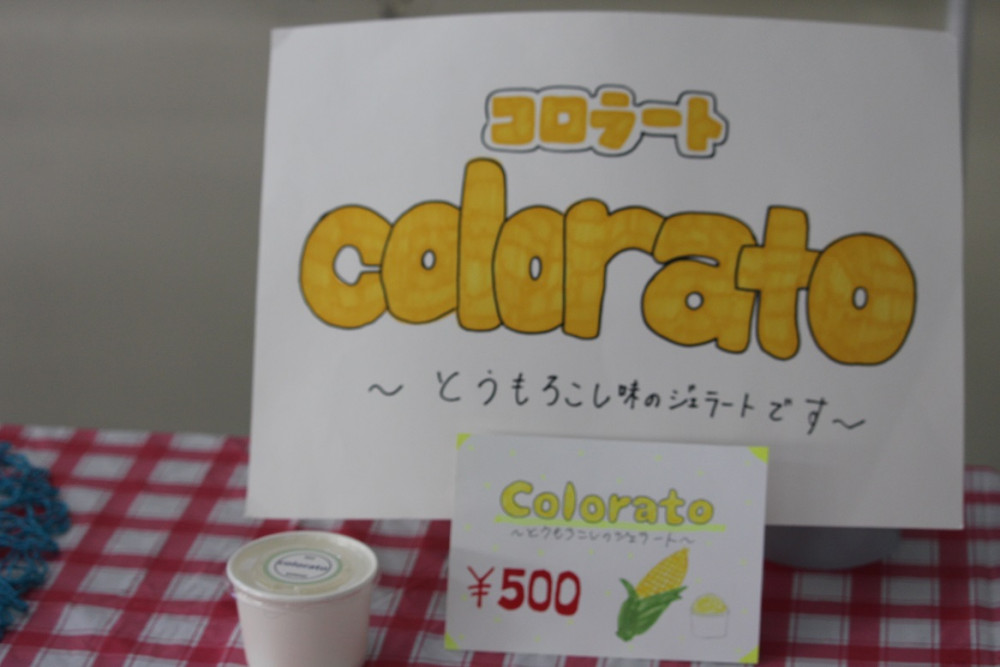 コロラート
colorato
～とうもろこし味のジェラートです～
Colorato
～とうもろこしのジェラート～
¥500
colorato